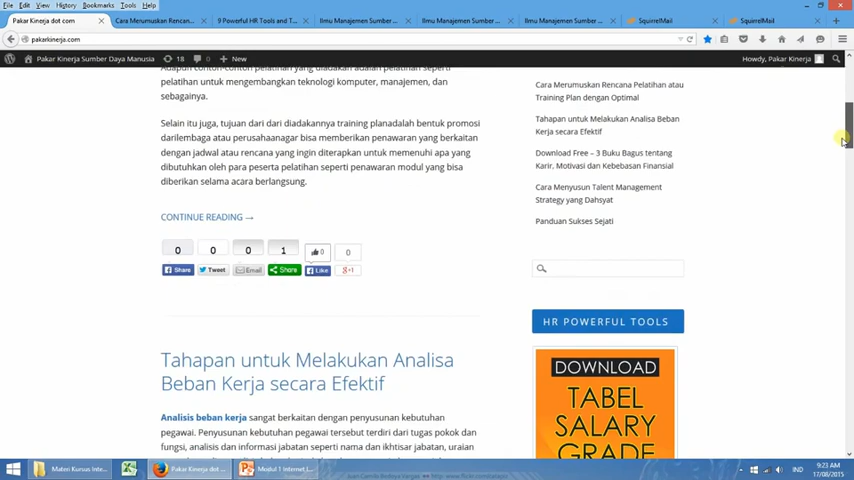 File Edit View History Bookmarks Tools Help
Pakar Kinerja dot com
Cara Merumuskan Rencan...
9 Powerful HR Tools and T...
Ilmu Manajemen Sumber ...
Ilmu Manajemen Sumber ...
Ilmu Manajemen Sumber ...
SquirrelMail
SquirrelMail
pakarkinerja.com
Pakar Kinerja Sumber Daya Manusia 18 0 New
Howdy, Pakar Kinerja
pelatihan untuk mengembangkan teknologi komputer, manajemen, dan
sebagainya.
Selain itu juga, tujuan dari dari diadakannya training planadalah bentuk promosi
darilembaga atau perusahaanagar bisa memberikan penawaran yang berkaitan
dengan jadwal atau rencana yang ingin diterapkan untuk memenuhi apa yang
dibutuhkan oleh para peserta pelatihan seperti penawaran modul yang bisa
diberikan selama acara berlangsung.
CONTINUE READING →
0 0 0 1 0 0
Share Tweet Email Share Like +1
Tahapan untuk Melakukan Analisa
Beban Kerja secara Efektif
Analisis beban kerja sangat berkaitan dengan penyusunan kebutuhan
pegawai. Penyusunan kebutuhan pegawai tersebut terdiri dari tugas pokok dan
fungsi, analisis dan informasi jabatan seperti nama dan ikhtisar jabatan, uraian
Cara Merumuskan Rencana Pelatihan atau
Training Plan dengan Optimal
Tahapan untuk Melakukan Analisa Beban
Kerja secara Efektif
Download Free – 3 Buku Bagus tentang
Karir, Motivasi dan Kebebasan Finansial
Cara Menyusun Talent Management
Strategy yang Dahsyat
Panduan Sukses Sejati
HR POWERFUL TOOLS
DOWNLOAD
TABEL
SALARY
GRADE
Materi Kursus Inte...
Pakar Kinerja dot ...
Modul 1 Internet (...
IND
9:23 AM
17/08/2015